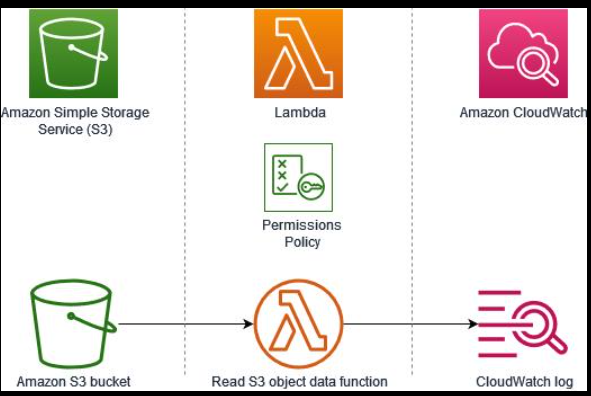 Amazon Simple Storage
Service (S3)
Lambda
Amazon CloudWatch
Permissions
Policy
Amazon S3 bucket
Read S3 object data function
CloudWatch log